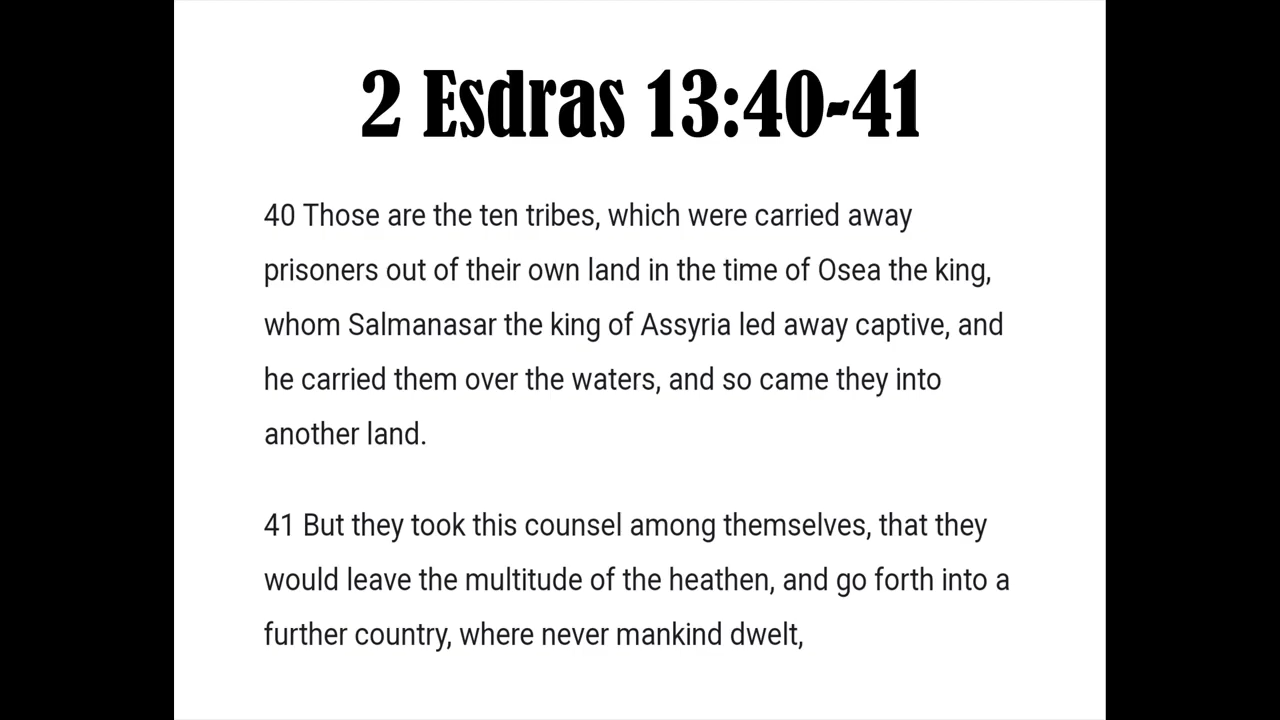 2 Esdras 13:40-41
40 Those are the ten tribes, which were carried away
prisoners out of their own land in the time of Osea the king,
whom Salmanasar the king of Assyria led away captive, and
he carried them over the waters, and so came they into
another land.
41 But they took this counsel among themselves, that they
would leave the multitude of the heathen, and go forth into a
further country, where never mankind dwelt,